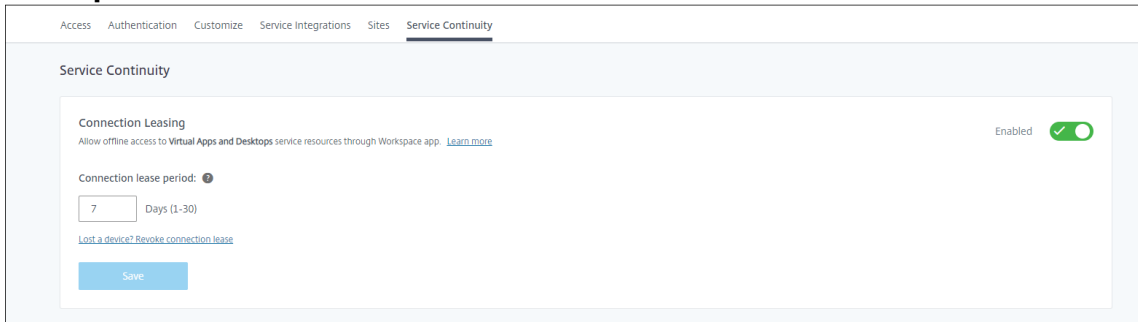 Access Authentication Customize Service Integrations Sites Service Continuity
Service Continuity
Connection Leasing
Allow offline access to Virtual Apps and Desktops service resources through Workspace app. Learn more
Enabled
Connection lease period: ?
7 Days (1-30)
Lost a device? Revoke connection lease
Save